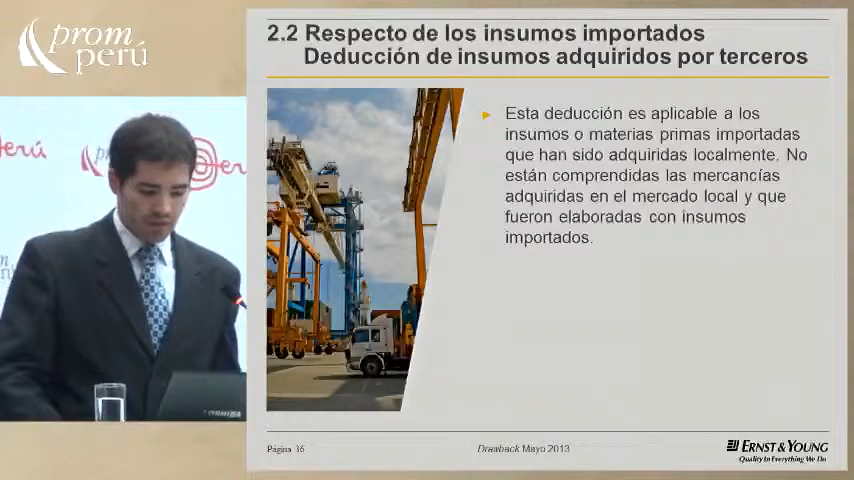 prom
perú
erú
2.2 Respecto de los insumos importados
Deducción de insumos adquiridos por terceros
Esta deducción es aplicable a los
insumos o materias primas importadas
que han sido adquiridas localmente. No
están comprendidas las mercancías
adquiridas en el mercado local y que
fueron elaboradas con insumos
importados.
Página 36
Drawback Mayo 2013
ERNST & YOUNG
Quality In Everything We Do